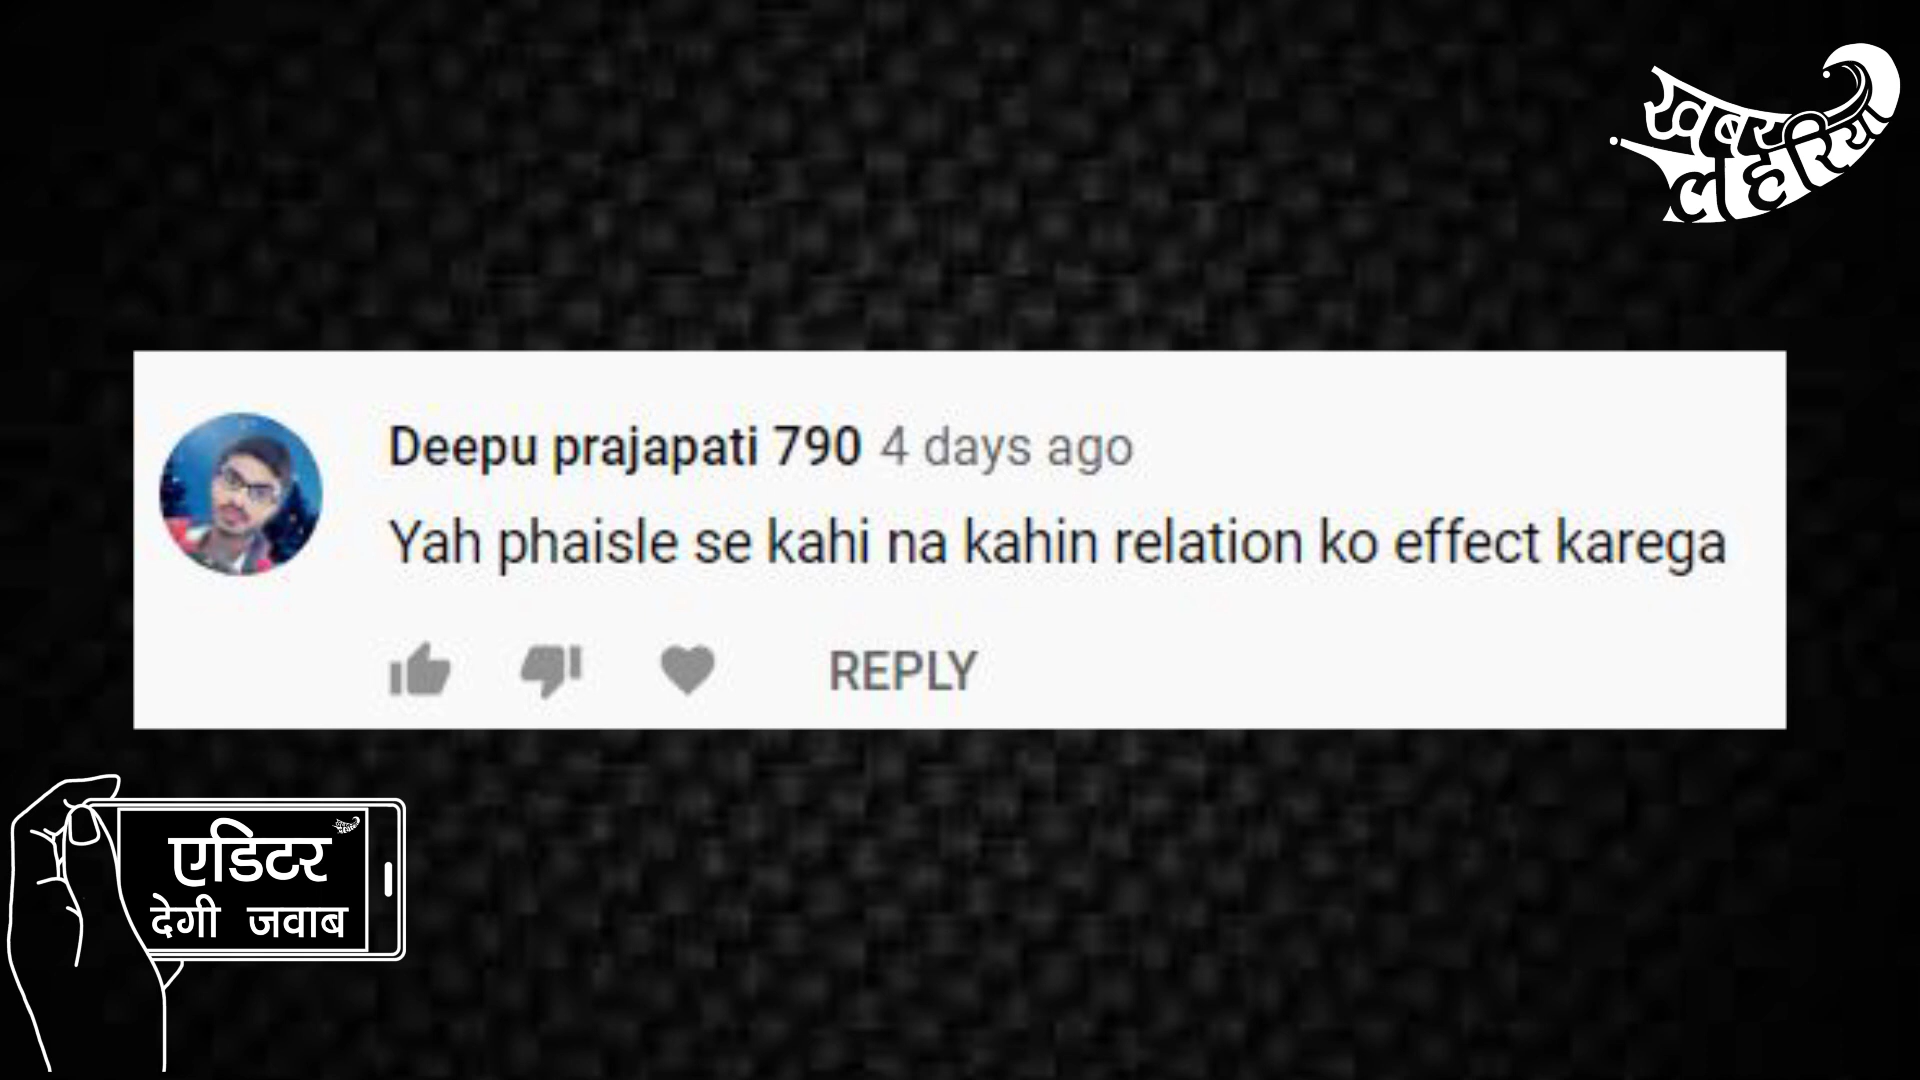 खबर
लहरिया
Deepu prajapati 790 4 days ago
Yah phaisle se kahi na kahin relation ko effect karega
REPLY
एडिटर
देगी जवाब